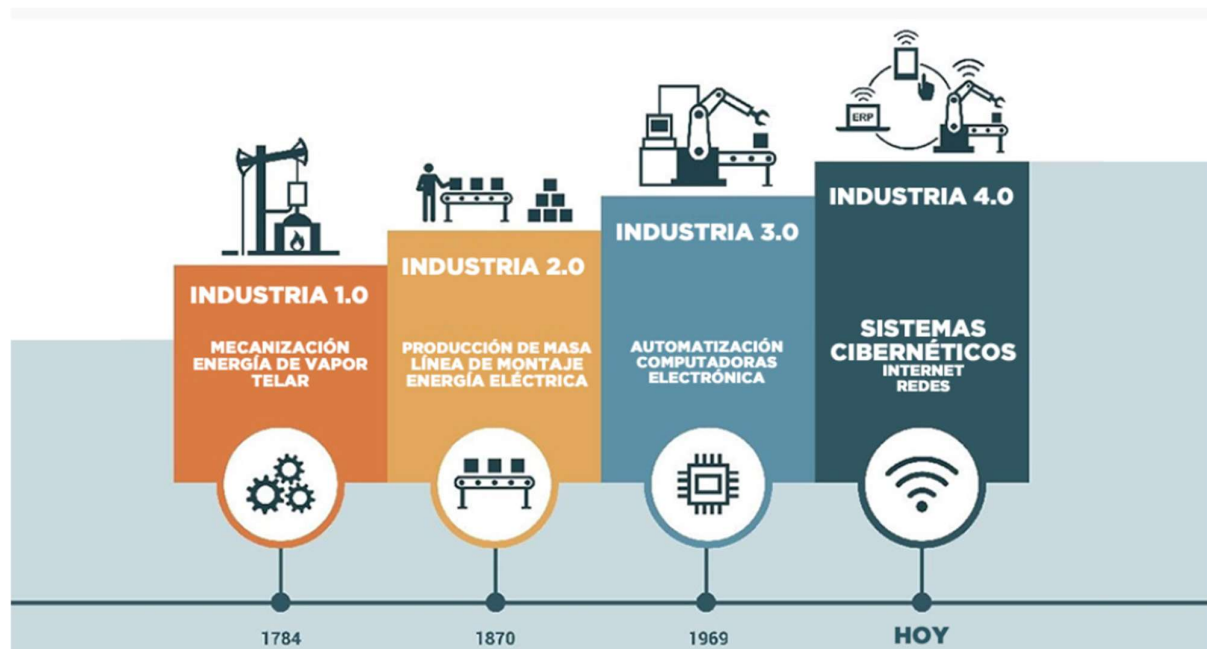 ERP
INDUSTRIA 1.0
MECANIZACIÓN
ENERGÍA DE VAPOR
TELAR
INDUSTRIA 2.0
PRODUCCIÓN DE MASA
LÍNEA DE MONTAJE
ENERGÍA ELÉCTRICA
INDUSTRIA 3.0
AUTOMATIZACIÓN
COMPUTADORAS
ELECTRÓNICA
INDUSTRIA 4.0
SISTEMAS
CIBERNÉTICOS
INTERNET
REDES
1784
1870
1969
HOY